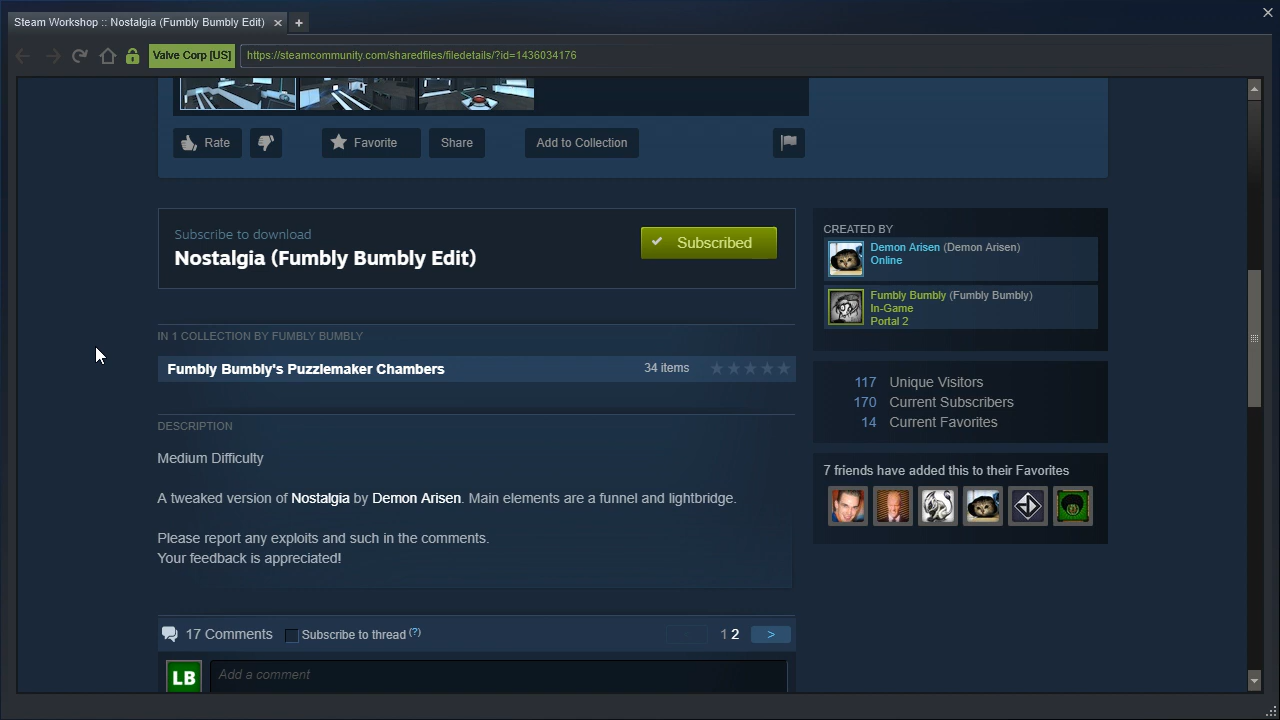 Steam Workshop :: Nostalgia (Fumbly Bumbly Edit)
Valve Corp [US] https://steamcommunity.com/sharedfiles/filedetails/?id=1436034176
Rate Favorite Share Add to Collection
Subscribe to download
Nostalgia (Fumbly Bumbly Edit)
Subscribed
IN 1 COLLECTION BY FUMBLY BUMBLY
Fumbly Bumbly's Puzzlemaker Chambers 34 items
DESCRIPTION
Medium Difficulty
A tweaked version of Nostalgia by Demon Arisen. Main elements are a funnel and lightbridge.
Please report any exploits and such in the comments.
Your feedback is appreciated!
17 Comments Subscribe to thread (?) 1 2 >
LB Add a comment
CREATED BY
Demon Arisen (Demon Arisen)
Online
Fumbly Bumbly (Fumbly Bumbly)
In-Game
Portal 2
117 Unique Visitors
170 Current Subscribers
14 Current Favorites
7 friends have added this to their Favorites